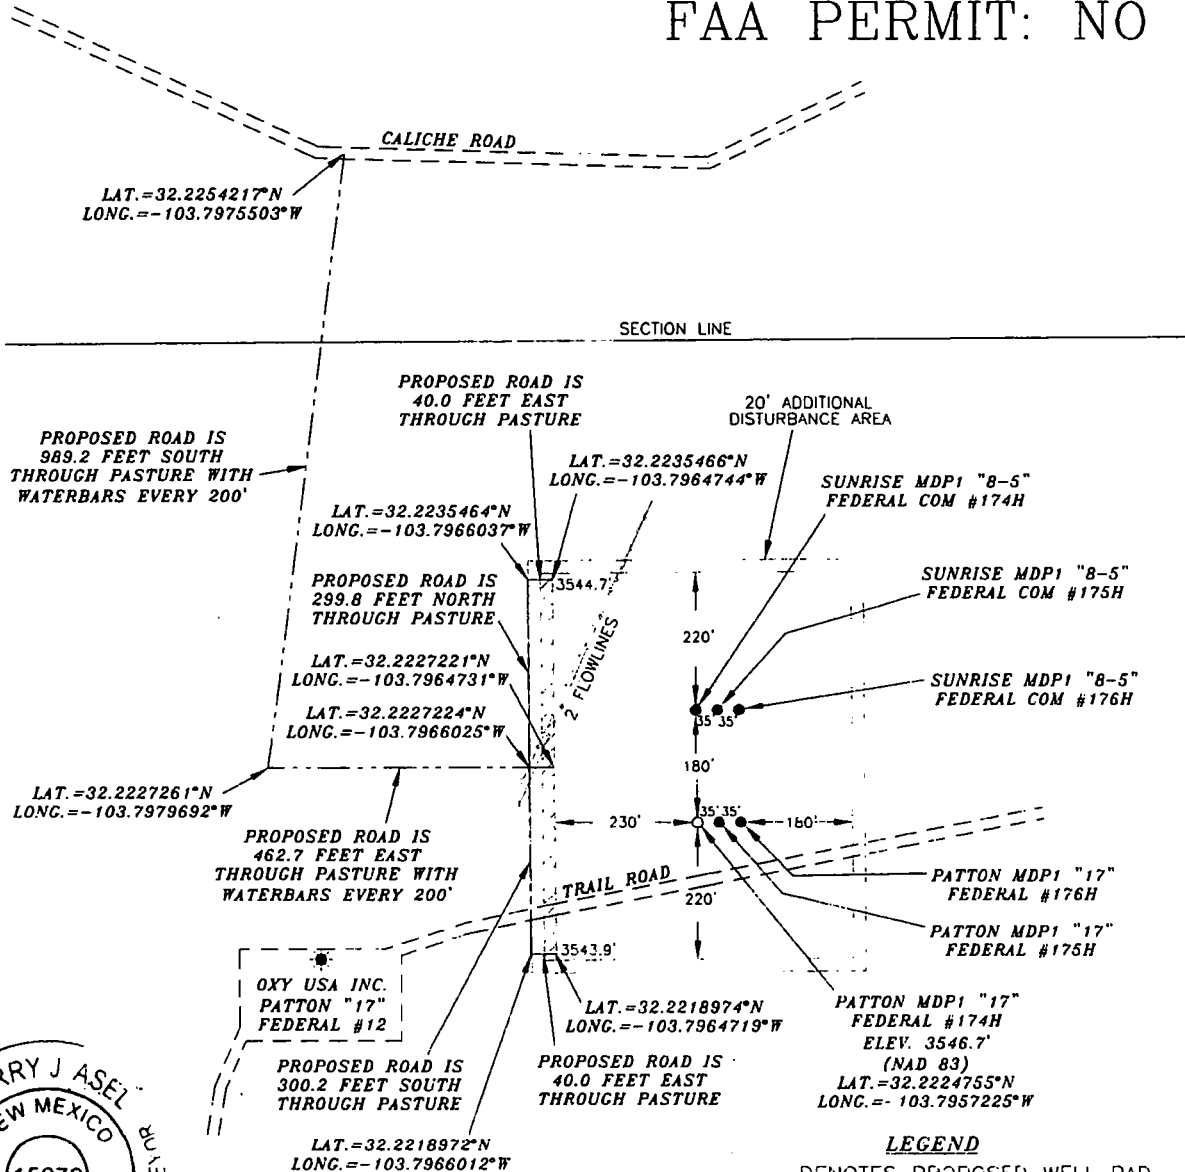 FAA PERMIT: NO
CALICHE ROAD
LAT.=32.2254217°N
LONG.=-103.7975503°W
SECTION LINE
PROPOSED ROAD IS
40.0 FEET EAST
THROUGH PASTURE
20' ADDITIONAL
DISTURBANCE AREA
PROPOSED ROAD IS
989.2 FEET SOUTH
THROUGH PASTURE WITH
WATERBARS EVERY 200'
LAT.=32.2235466°N
LONG.=-103.7964744°W
SUNRISE MDP1 "8-5"
FEDERAL COM #174H
LAT.=32.2235464°N
LONG.=-103.7966037°W
3544.7'
SUNRISE MDP1 "8-5"
FEDERAL COM #175H
PROPOSED ROAD IS
299.8 FEET NORTH
THROUGH PASTURE
220'
2" FLOWLINES
LAT.=32.2227221°N
LONG.=-103.7964731°W
SUNRISE MDP1 "8-5"
FEDERAL COM #176H
LAT.=32.2227224°N
LONG.=-103.7966025°W
35' 35'
180'
LAT.=32.2227261°N
LONG.=-103.7979692°W
35' 35'
230'
180'
PROPOSED ROAD IS
462.7 FEET EAST
THROUGH PASTURE WITH
WATERBARS EVERY 200'
TRAIL ROAD
220'
PATTON MDP1 "17"
FEDERAL #176H
PATTON MDP1 "17"
FEDERAL #175H
3543.9'
OXY USA INC.
PATTON "17"
FEDERAL #12
LAT.=32.2218974°N
LONG.=-103.7964719°W
PATTON MDP1 "17"
FEDERAL #174H
ELEV. 3546.7'
(NAD 83)
LAT.=32.2224755°N
LONG.=- 103.7957225°W
PROPOSED ROAD IS
300.2 FEET SOUTH
THROUGH PASTURE
PROPOSED ROAD IS
40.0 FEET EAST
THROUGH PASTURE
LAT.=32.2218972°N
LONG.=-103.7966012°W
RRY J ASEL
EW MEXICO
LEGEND
DENOTES PROPOSED WELL PAD